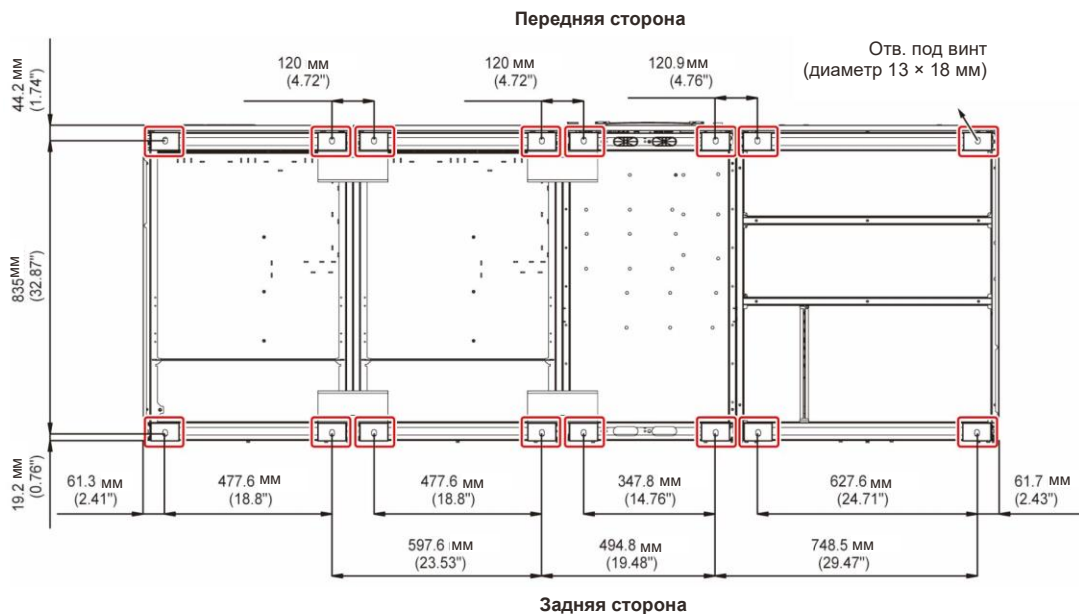 Передняя сторона
120 мм
(4.72")
120 мм
(4.72")
120.9 мм
(4.76")
Отв. под винт
(диаметр 13 × 18 мм)
44.2 мм
(1.74")
835 мм
(32.87")
19.2 мм
(0.76")
61.3 мм
(2.41")
477.6 мм
(18.8")
477.6 мм
(18.8")
347.8 мм
(14.76")
627.6 мм
(24.71")
61.7 мм
(2.43")
597.6 мм
(23.53")
494.8 мм
(19.48")
748.5 мм
(29.47")
Задняя сторона